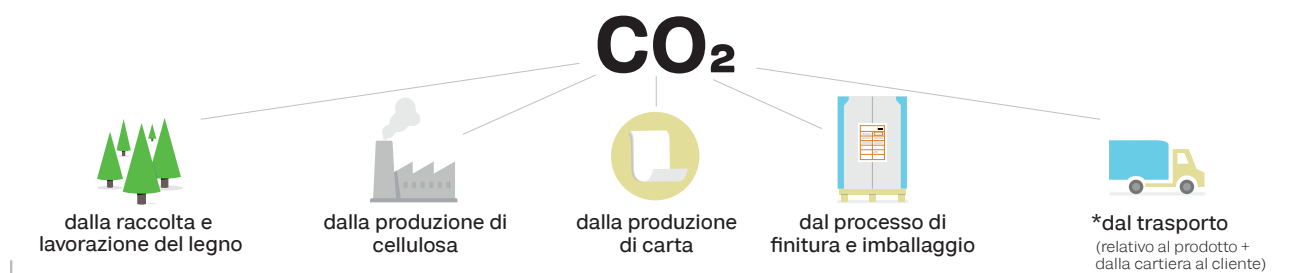 CO₂
dalla raccolta e
lavorazione del legno
dalla produzione di
cellulosa
dalla produzione
di carta
dal processo di
finitura e imballaggio
*dal trasporto
(relativo al prodotto +
dalla cartiera al cliente)